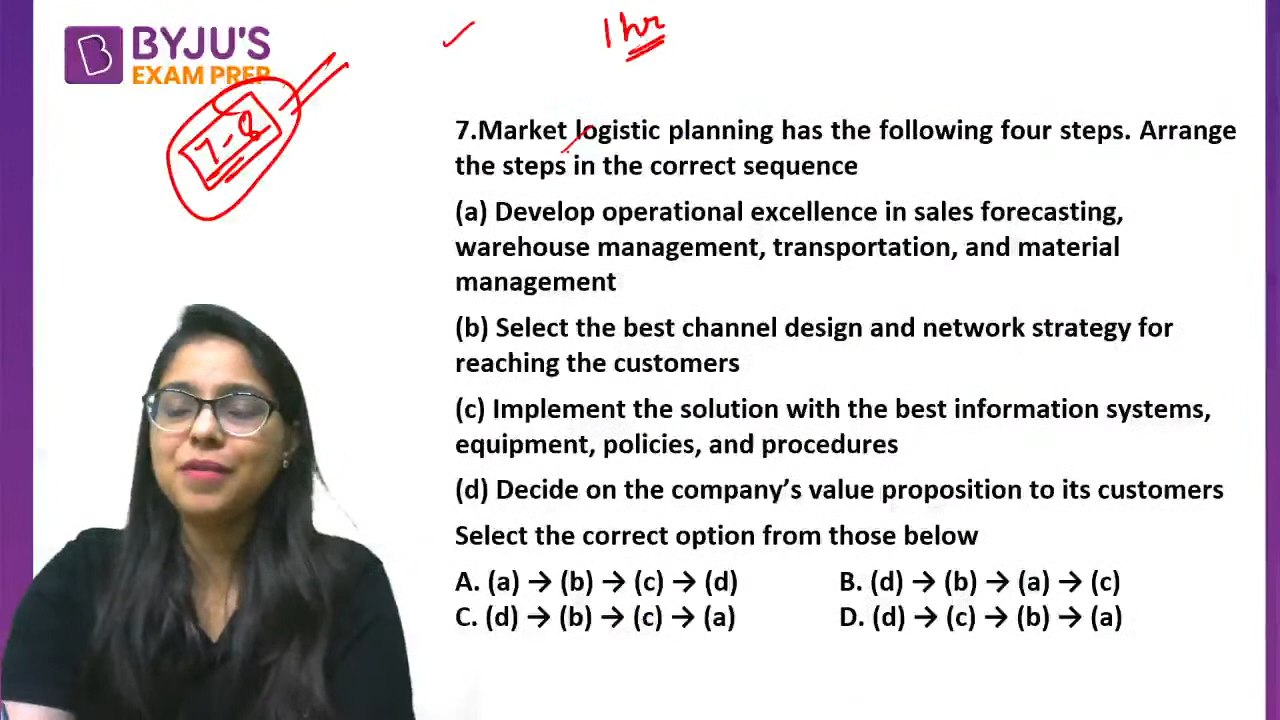 BYJU'S
EXAM PREP
1 hr
7-8
7.Market logistic planning has the following four steps. Arrange
the steps in the correct sequence
(a) Develop operational excellence in sales forecasting,
warehouse management, transportation, and material
management
(b) Select the best channel design and network strategy for
reaching the customers
(c) Implement the solution with the best information systems,
equipment, policies, and procedures
(d) Decide on the company’s value proposition to its customers
Select the correct option from those below
A. (a) → (b) → (c) → (d) B. (d) → (b) → (a) → (c)
C. (d) → (b) → (c) → (a) D. (d) → (c) → (b) → (a)